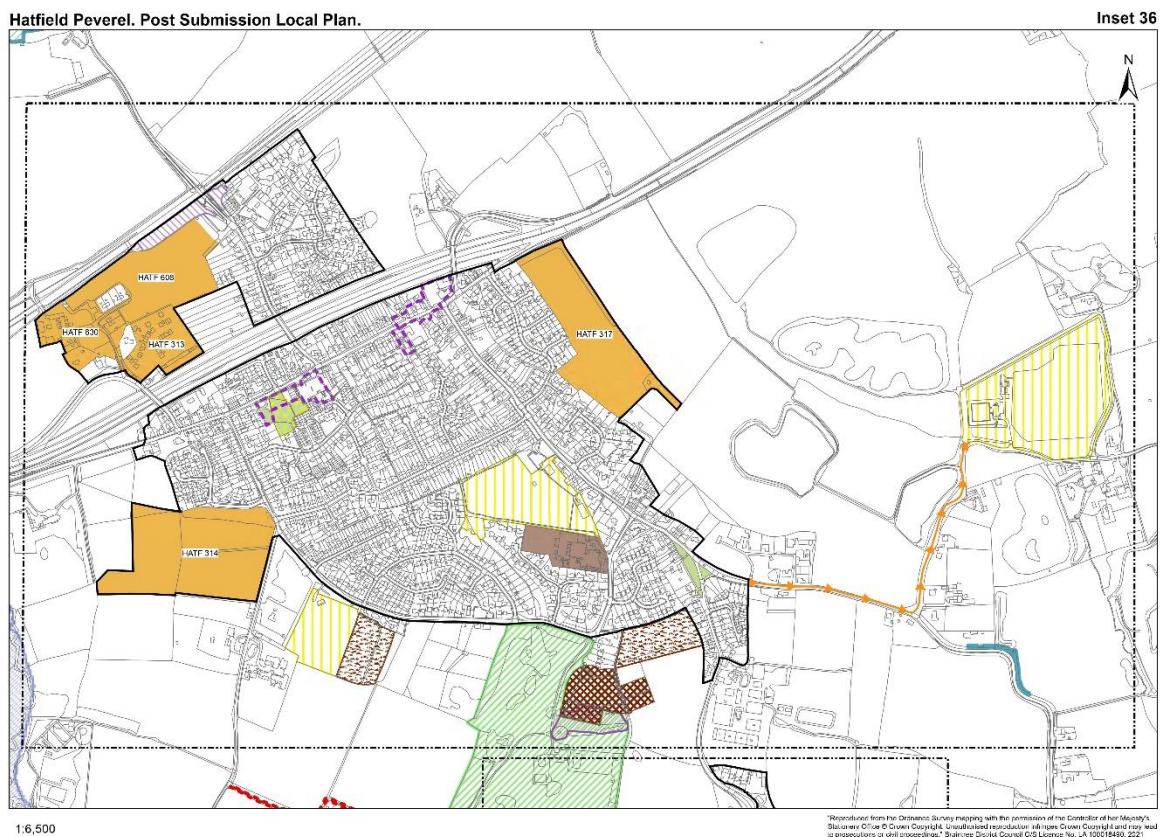 Hatfield Peverel. Post Submission Local Plan.
Inset 36
N
HATF 608
HATF 630
HATF 313
HATF 317
HATF 314
1:6,500
"Reproduced from the Ordnance Survey mapping with the permission of the Controller of her Majesty's
Stationery Office © Crown Copyright. Unauthorised reproduction infringes Crown Copyright and may lead
to prosecutions or civil proceedings." Braintree District Council GIS Licence No. LA 100018490. 2021